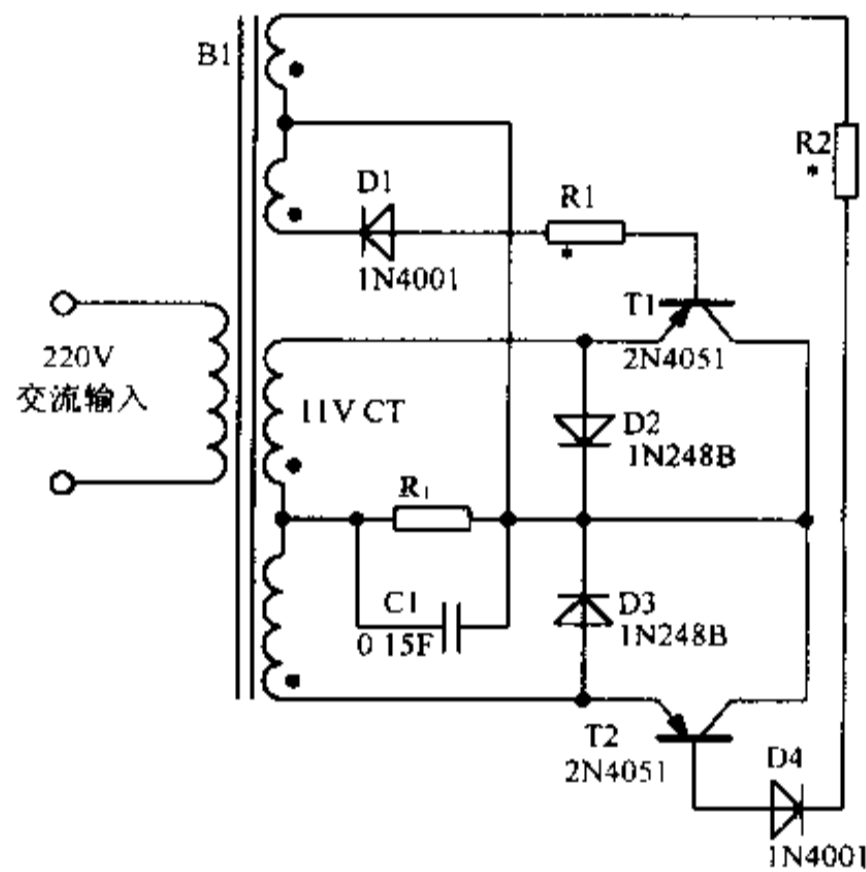 B1
R2
D1
R1
1N4001
T1
2N4051
220V
交流输入
11V CT
D2
1N248B
R₁
C1
0 15F
D3
1N248B
T2
2N4051
D4
1N4001